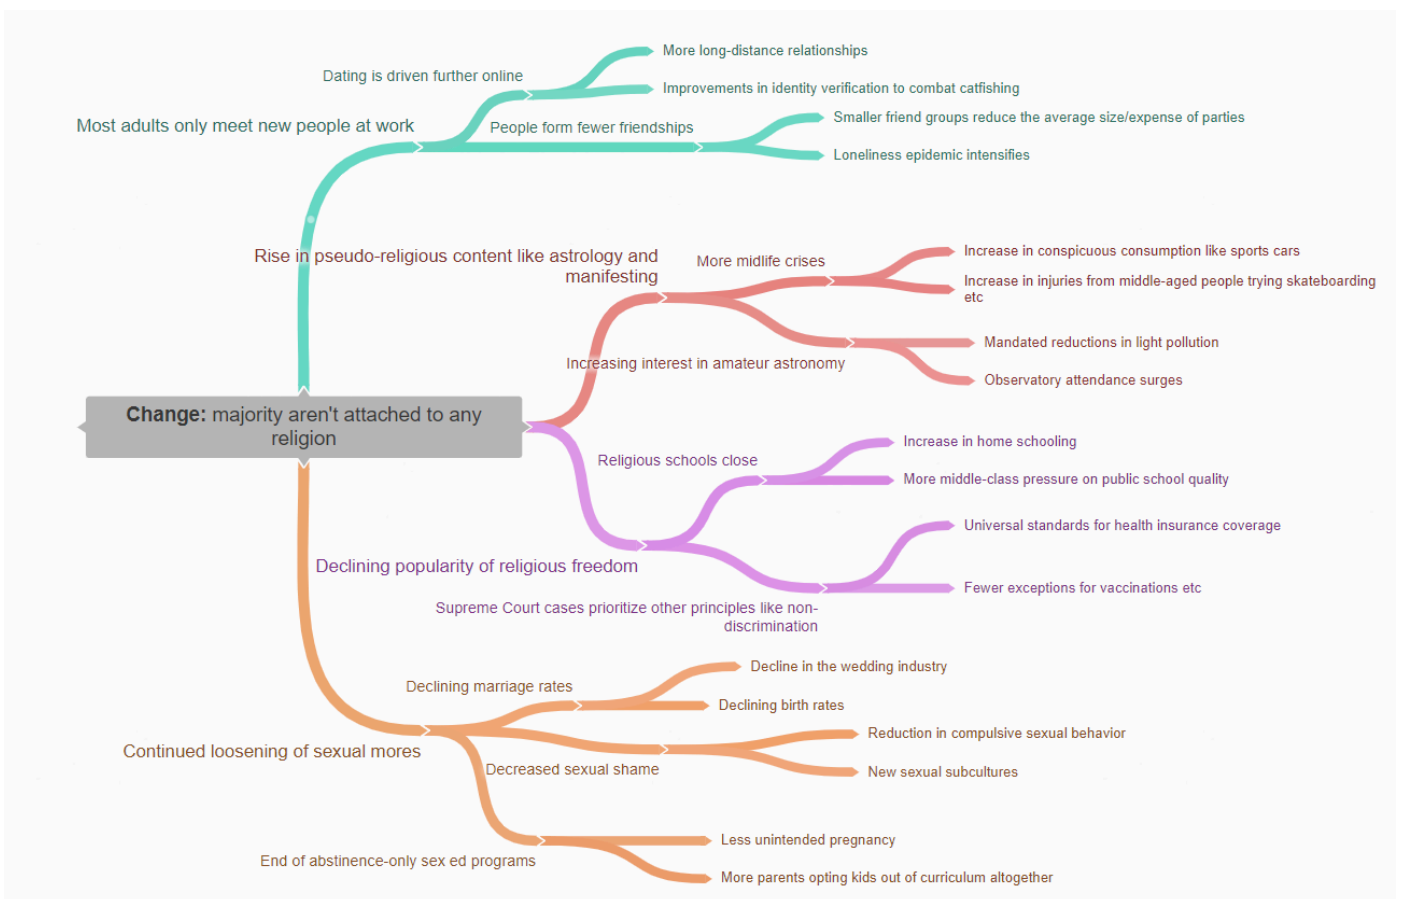 More long-distance relationships
Dating is driven further online
Improvements in identity verification to combat catfishing
Most adults only meet new people at work
People form fewer friendships
Smaller friend groups reduce the average size/expense of parties
Loneliness epidemic intensifies
Rise in pseudo-religious content like astrology and
manifesting
More midlife crises
Increase in conspicuous consumption like sports cars
Increase in injuries from middle-aged people trying skateboarding
etc
Increasing interest in amateur astronomy
Mandated reductions in light pollution
Observatory attendance surges
Change: majority aren't attached to any
religion
Religious schools close
Increase in home schooling
More middle-class pressure on public school quality
Declining popularity of religious freedom
Supreme Court cases prioritize other principles like non-
discrimination
Universal standards for health insurance coverage
Fewer exceptions for vaccinations etc
Continued loosening of sexual mores
Declining marriage rates
Decline in the wedding industry
Declining birth rates
Decreased sexual shame
Reduction in compulsive sexual behavior
New sexual subcultures
End of abstinence-only sex ed programs
Less unintended pregnancy
More parents opting kids out of curriculum altogether